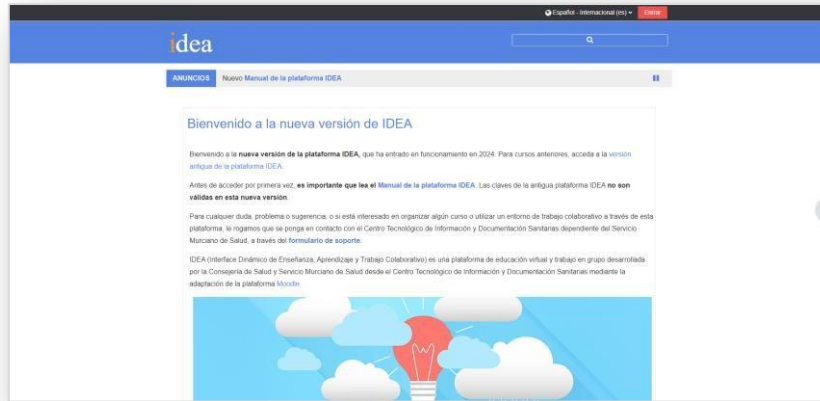 Español - Internacional (es)
Entrar
idea
ANUNCIOS Nuevo Manual de la plataforma IDEA
Bienvenido a la nueva versión de IDEA
Bienvenido a la nueva versión de la plataforma IDEA, que ha entrado en funcionamiento en 2024. Para cursos anteriores, acceda a la versión
antigua de la plataforma IDEA.
Antes de acceder por primera vez, es importante que lea el Manual de la plataforma IDEA. Las claves de la antigua plataforma IDEA no son
válidas en esta nueva versión.
Para cualquier duda, problema o sugerencia, o si está interesado en organizar algún curso o utilizar un entorno de trabajo colaborativo a través de esta
plataforma, le rogamos que se ponga en contacto con el Centro Tecnológico de Información y Documentación Sanitarias dependiente del Servicio
Murciano de Salud, a través del formulario de soporte.
IDEA (Interface Dinámico de Enseñanza, Aprendizaje y Trabajo Colaborativo) es una plataforma de educación virtual y trabajo en grupo desarrollada
por la Consejería de Salud y Servicio Murciano de Salud desde el Centro Tecnológico de Información y Documentación Sanitarias mediante la
adaptación de la plataforma Moodle.